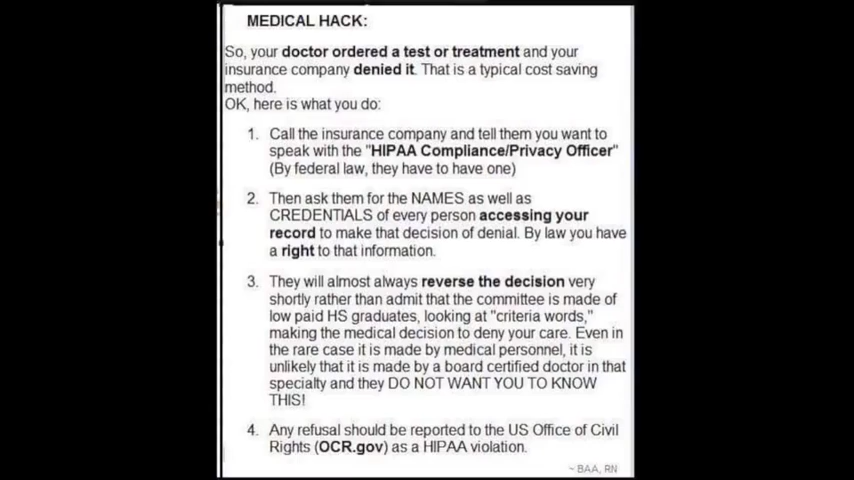 MEDICAL HACK:
So, your doctor ordered a test or treatment and your
insurance company denied it. That is a typical cost saving
method.
OK, here is what you do:
1. Call the insurance company and tell them you want to
speak with the "HIPAA Compliance/Privacy Officer"
(By federal law, they have to have one)
2. Then ask them for the NAMES as well as
CREDENTIALS of every person accessing your
record to make that decision of denial. By law you have
a right to that information.
3. They will almost always reverse the decision very
shortly rather than admit that the committee is made of
low paid HS graduates, looking at "criteria words,"
making the medical decision to deny your care. Even in
the rare case it is made by medical personnel, it is
unlikely that it is made by a board certified doctor in that
specialty and they DO NOT WANT YOU TO KNOW
THIS!
4. Any refusal should be reported to the US Office of Civil
Rights (OCR.gov) as a HIPAA violation.
~ BAA, RN